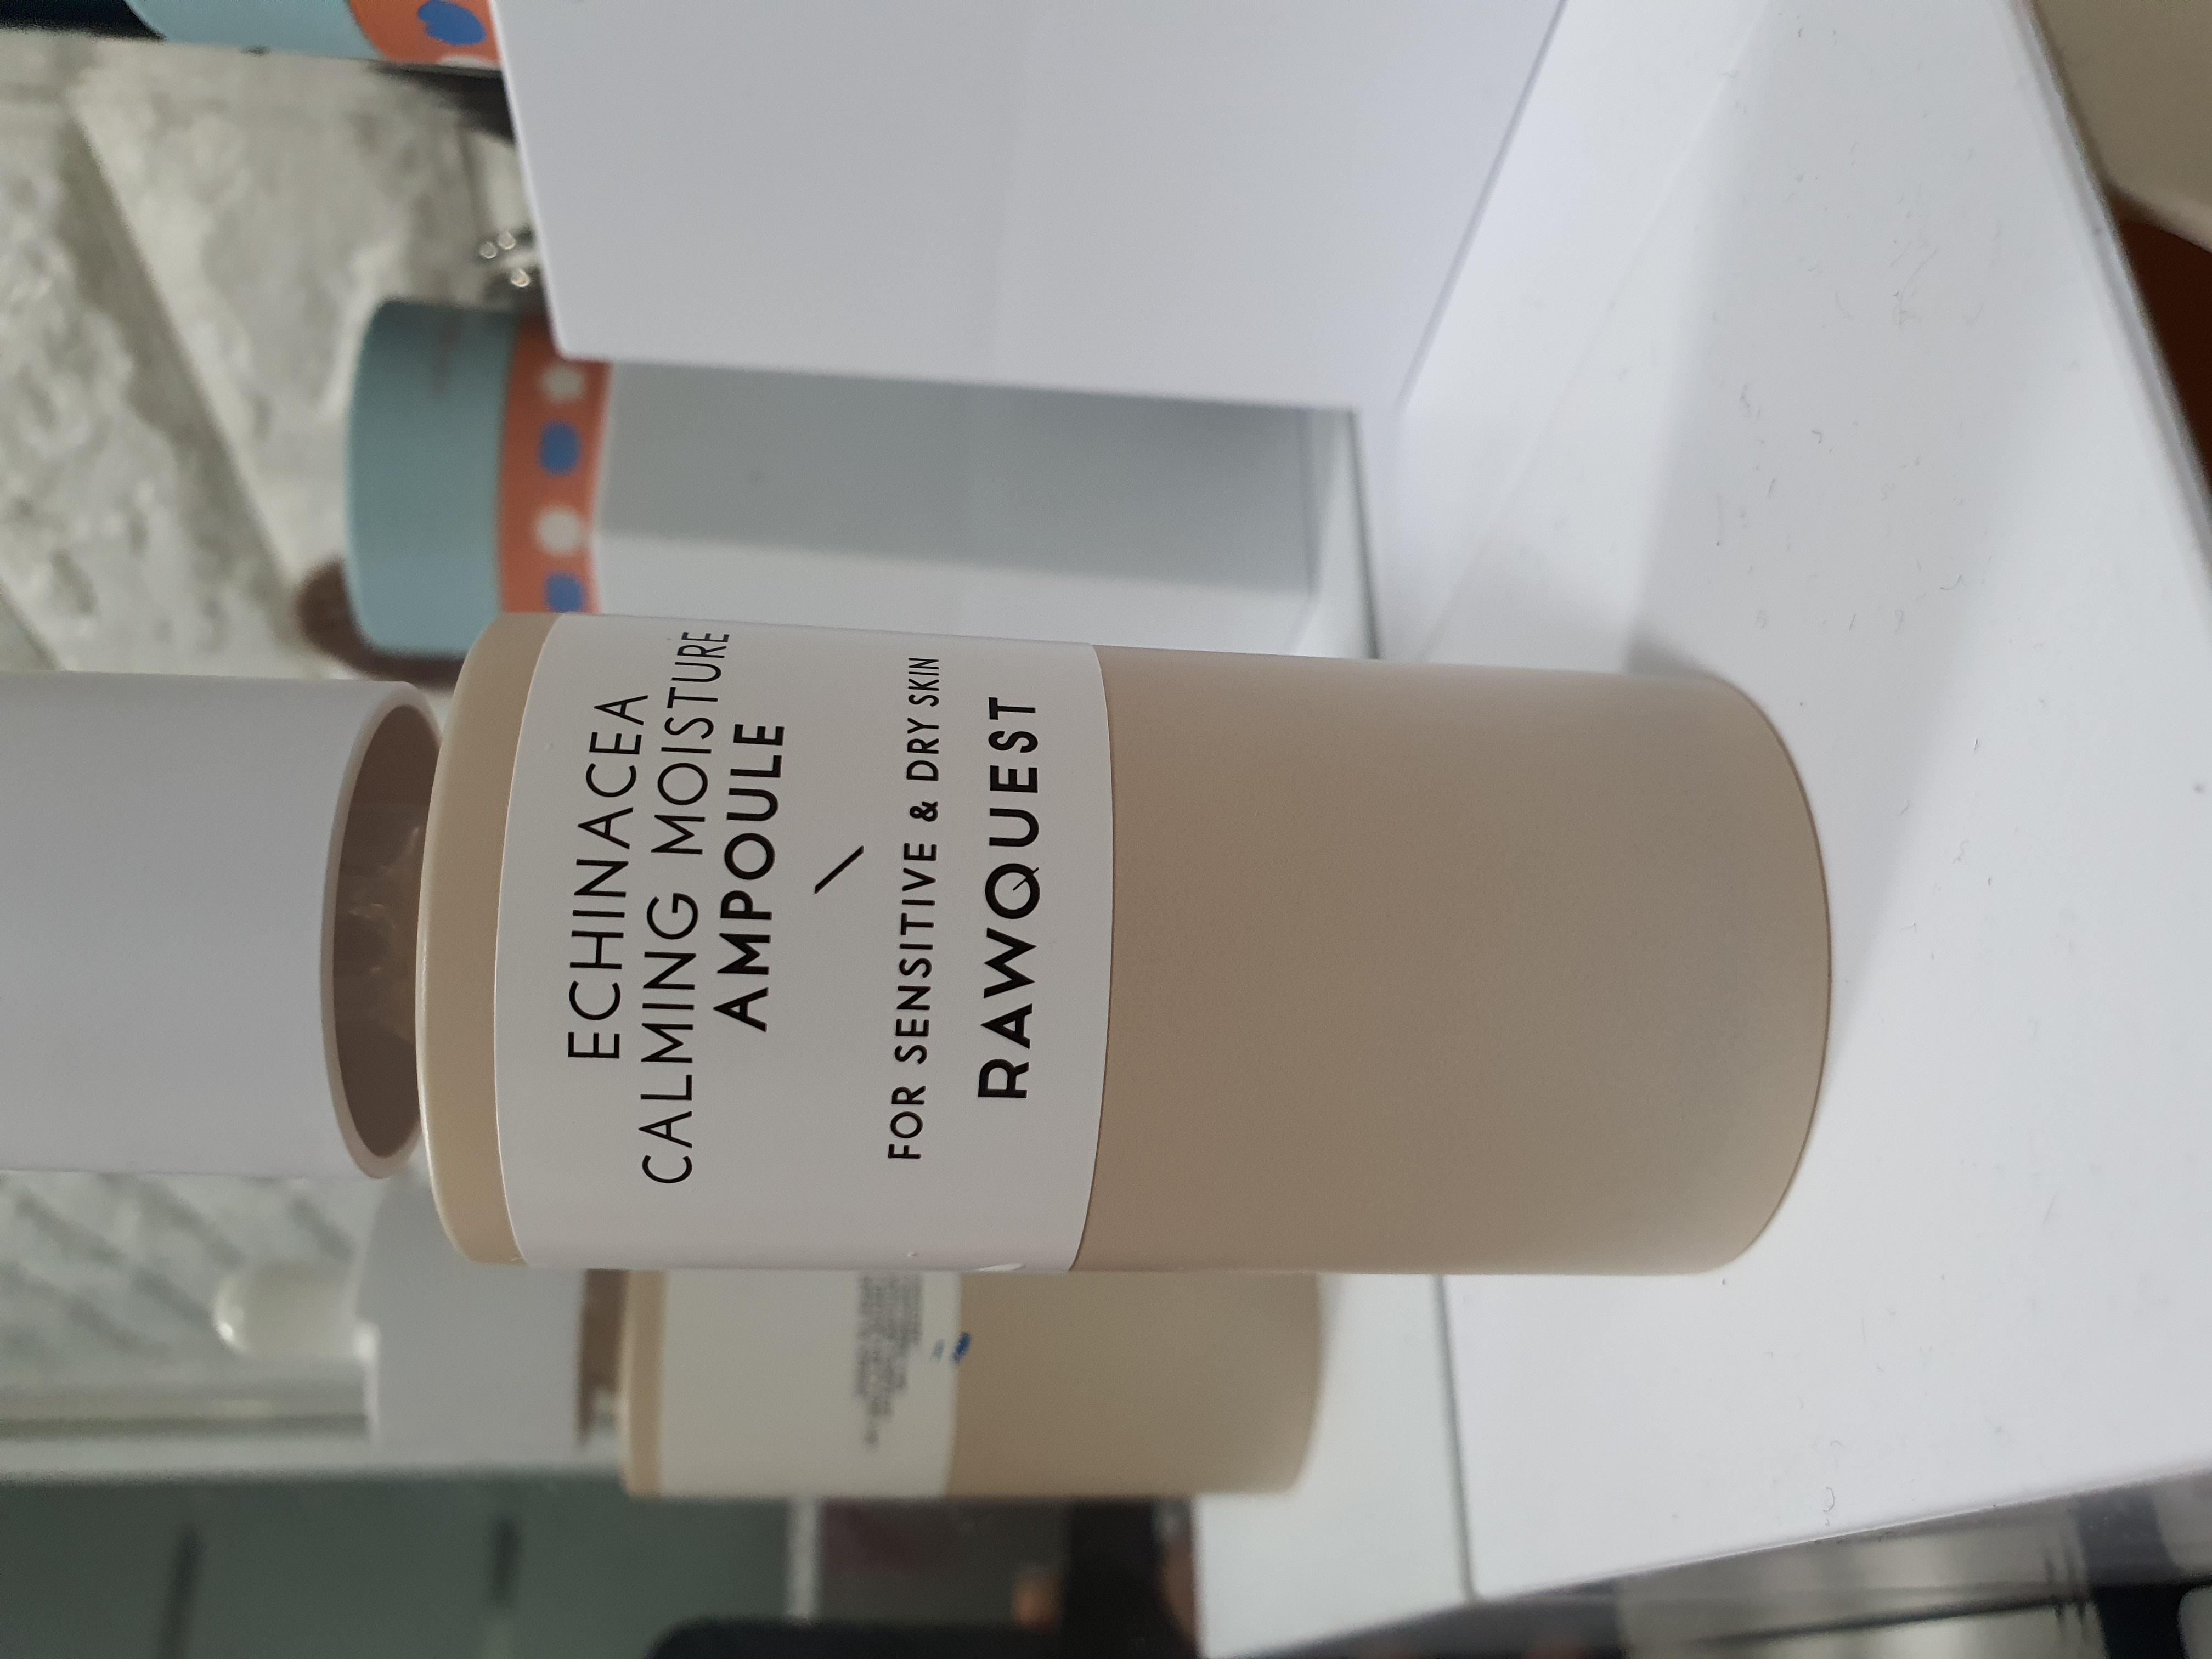 ECHINACEA
CALMING MOISTURE
AMPOULE
/
FOR SENSITIVE & DRY SKIN
RAWQUEST